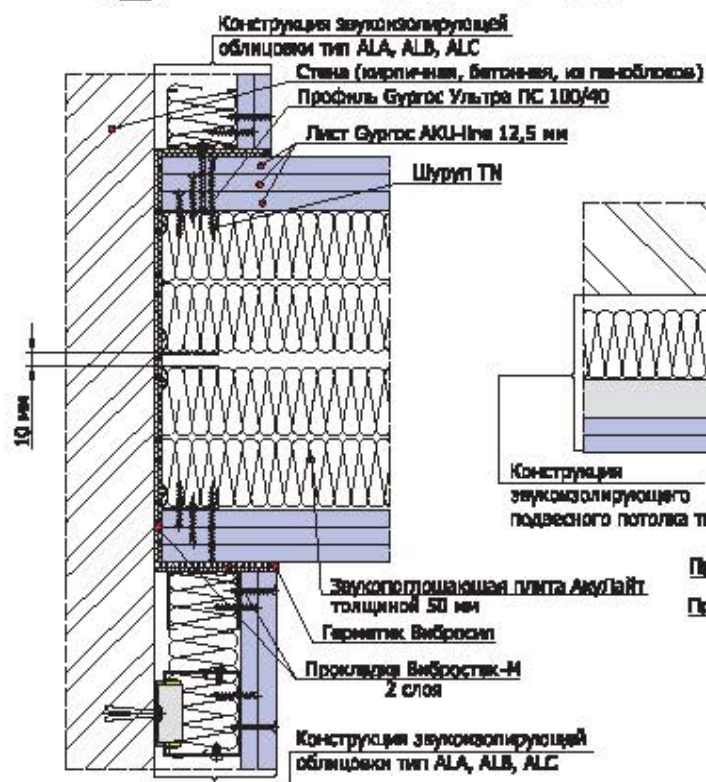 Конструкция звукоизолирующей
облицовки тип ALA, ALB, ALC
Стена (кирпичная, бетонная, из пеноблоков)
Профиль Gyproc Ультра ПС 100/40
Лист Gyproc AKU-line 12,5 мм
Шуруп TN
10 мм
Конструкция
звукоизолирующего
подвесного потолка
Звукопоглощающая плита АкуЛайт
толщиной 50 мм
Герметик Вибросил
Прокладка Вибростек-М
2 слоя
Конструкция звукоизолирующей
облицовки тип ALA, ALB, ALC